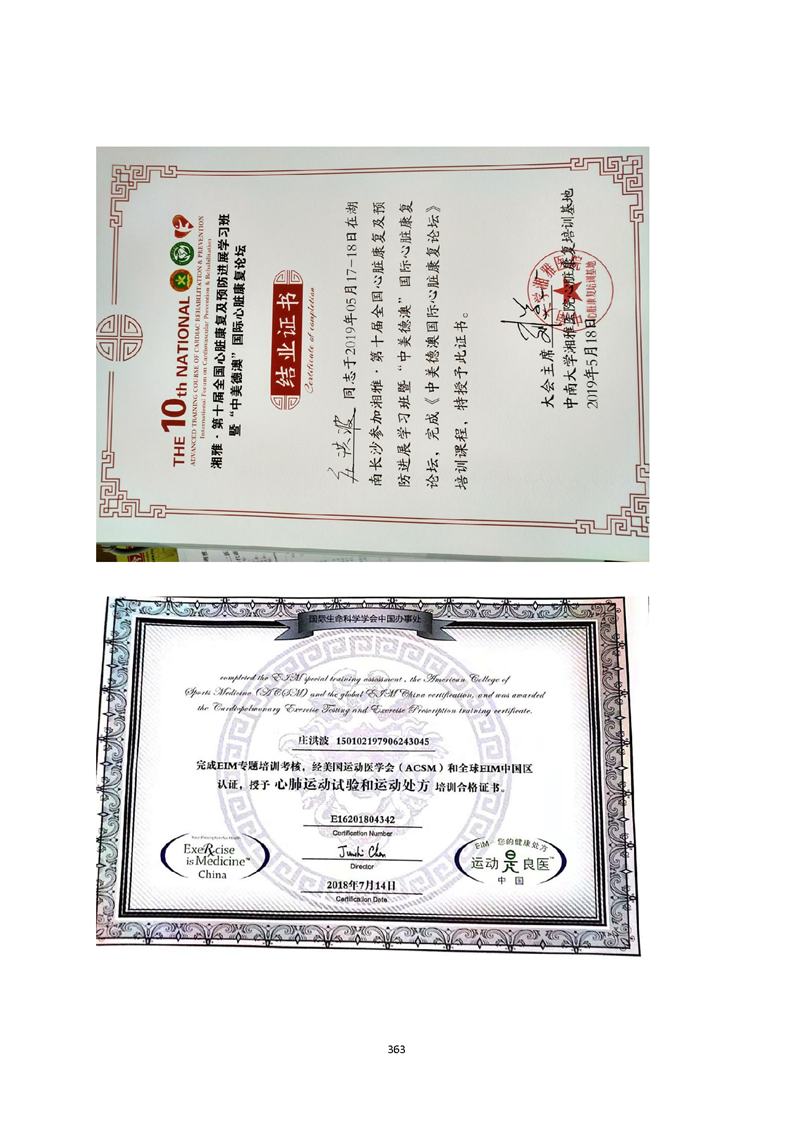 THE 10th NATIONAL
ADVANCED TRAINING COURSE OF CARDIAC REHABILITATION & PREVENTION
International Forum on Cardiovascular Prevention & Rehabilitation
湘雅·第十届全国心脏康复及预防进展学习班
暨“中美德澳”国际心脏康复论坛
结业证书
Certificate of completion
庄洪波 同志于2019年05月17-18日在湖
南长沙参加湘雅·第十届全国心脏康复及预
防进展学习班暨“中美德澳”国际心脏康复
论坛，完成《中美德澳国际心脏康复论坛》
培训课程，特授予此证书。
大会主席
中南大学湘雅医院心脏康复培训基地
2019年5月18日
国际生命科学学会中国办事处
completed the EIM special training assessment , the American College of
Sports Medicine (ACSM) and the global EIM China certification, and was awarded
the Cardiopulmonary Exercise Testing and Exercise Prescription training certificate.
庄洪波 150102197906243045
完成EIM专题培训考核，经美国运动医学会（ACSM）和全球EIM中国区
认证，授予 心肺运动试验和运动处方 培训合格证书.
E16201804342
Certification Number
Director
2018年7月14日
Certification Date
ExeRcise
is Medicine™
China
EIM—您的健康处方
运动是良医™
中 国
363